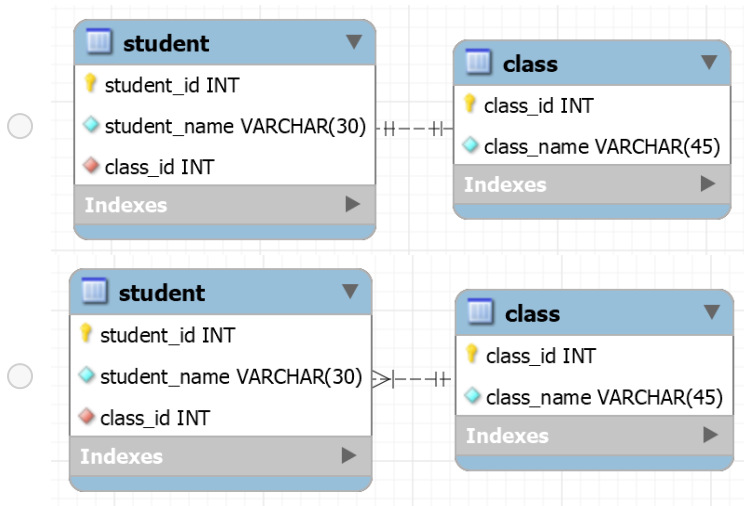 student
student_id INT
student_name VARCHAR(30)
class_id INT
Indexes
class
class_id INT
class_name VARCHAR(45)
Indexes
student
student_id INT
student_name VARCHAR(30)
class_id INT
Indexes
class
class_id INT
class_name VARCHAR(45)
Indexes